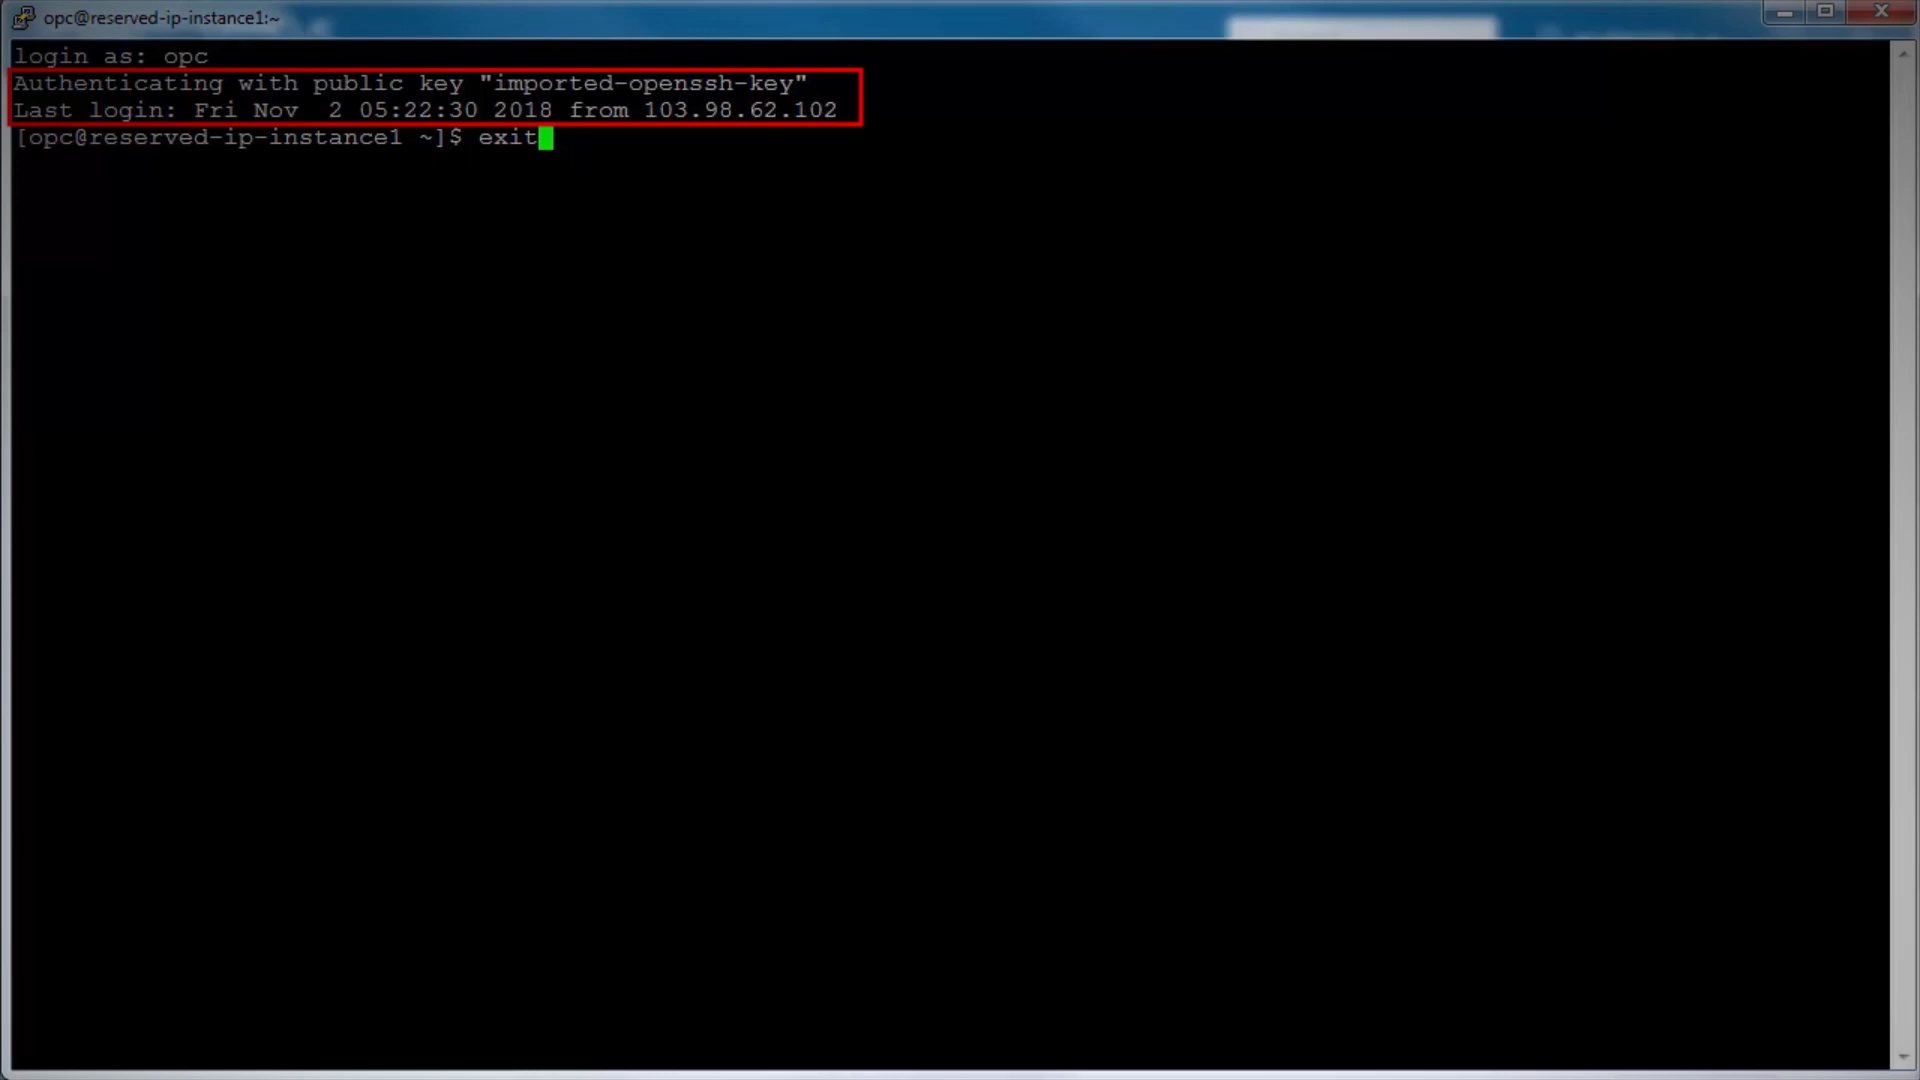 opc@reserved-ip-instance1:~
login as: opc
Authenticating with public key "imported-openssh-key"
Last login: Fri Nov  2 05:22:30 2018 from 103.98.62.102
[opc@reserved-ip-instance1 ~]$ exit